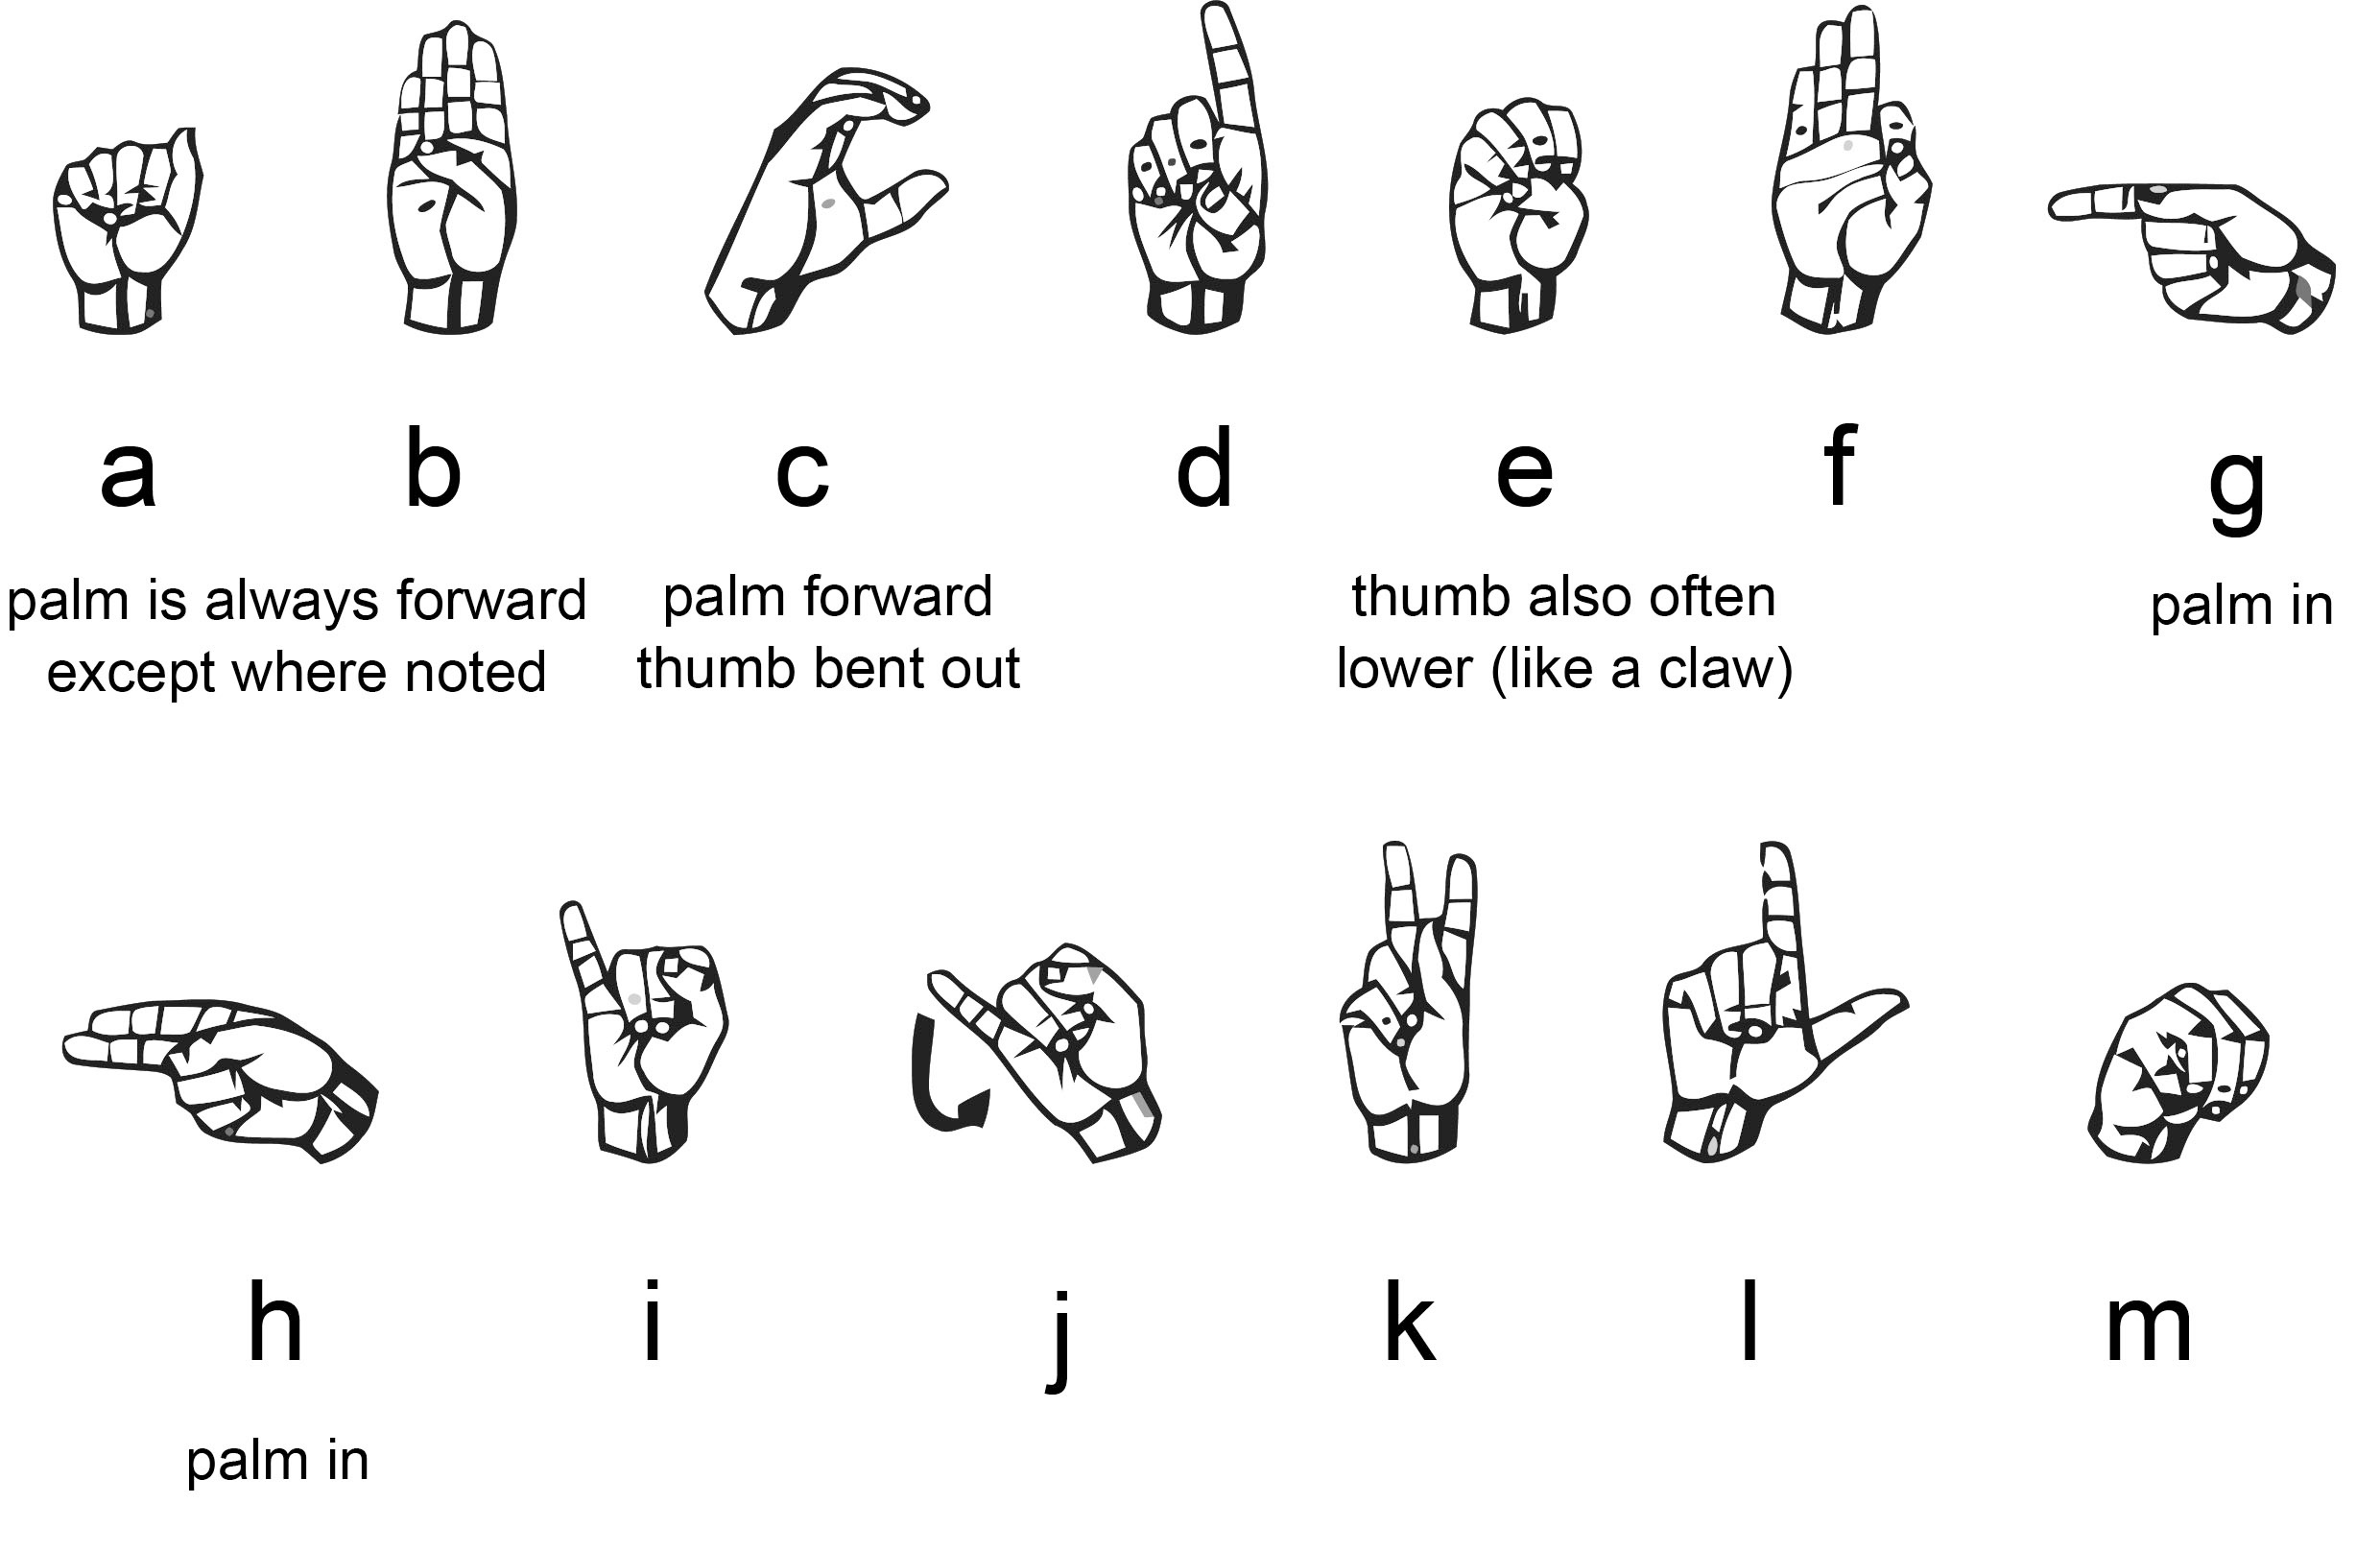 a b c d e f g
palm is always forward
except where noted
palm forward
thumb bent out
thumb also often
lower (like a claw)
palm in
h i j k l m
palm in